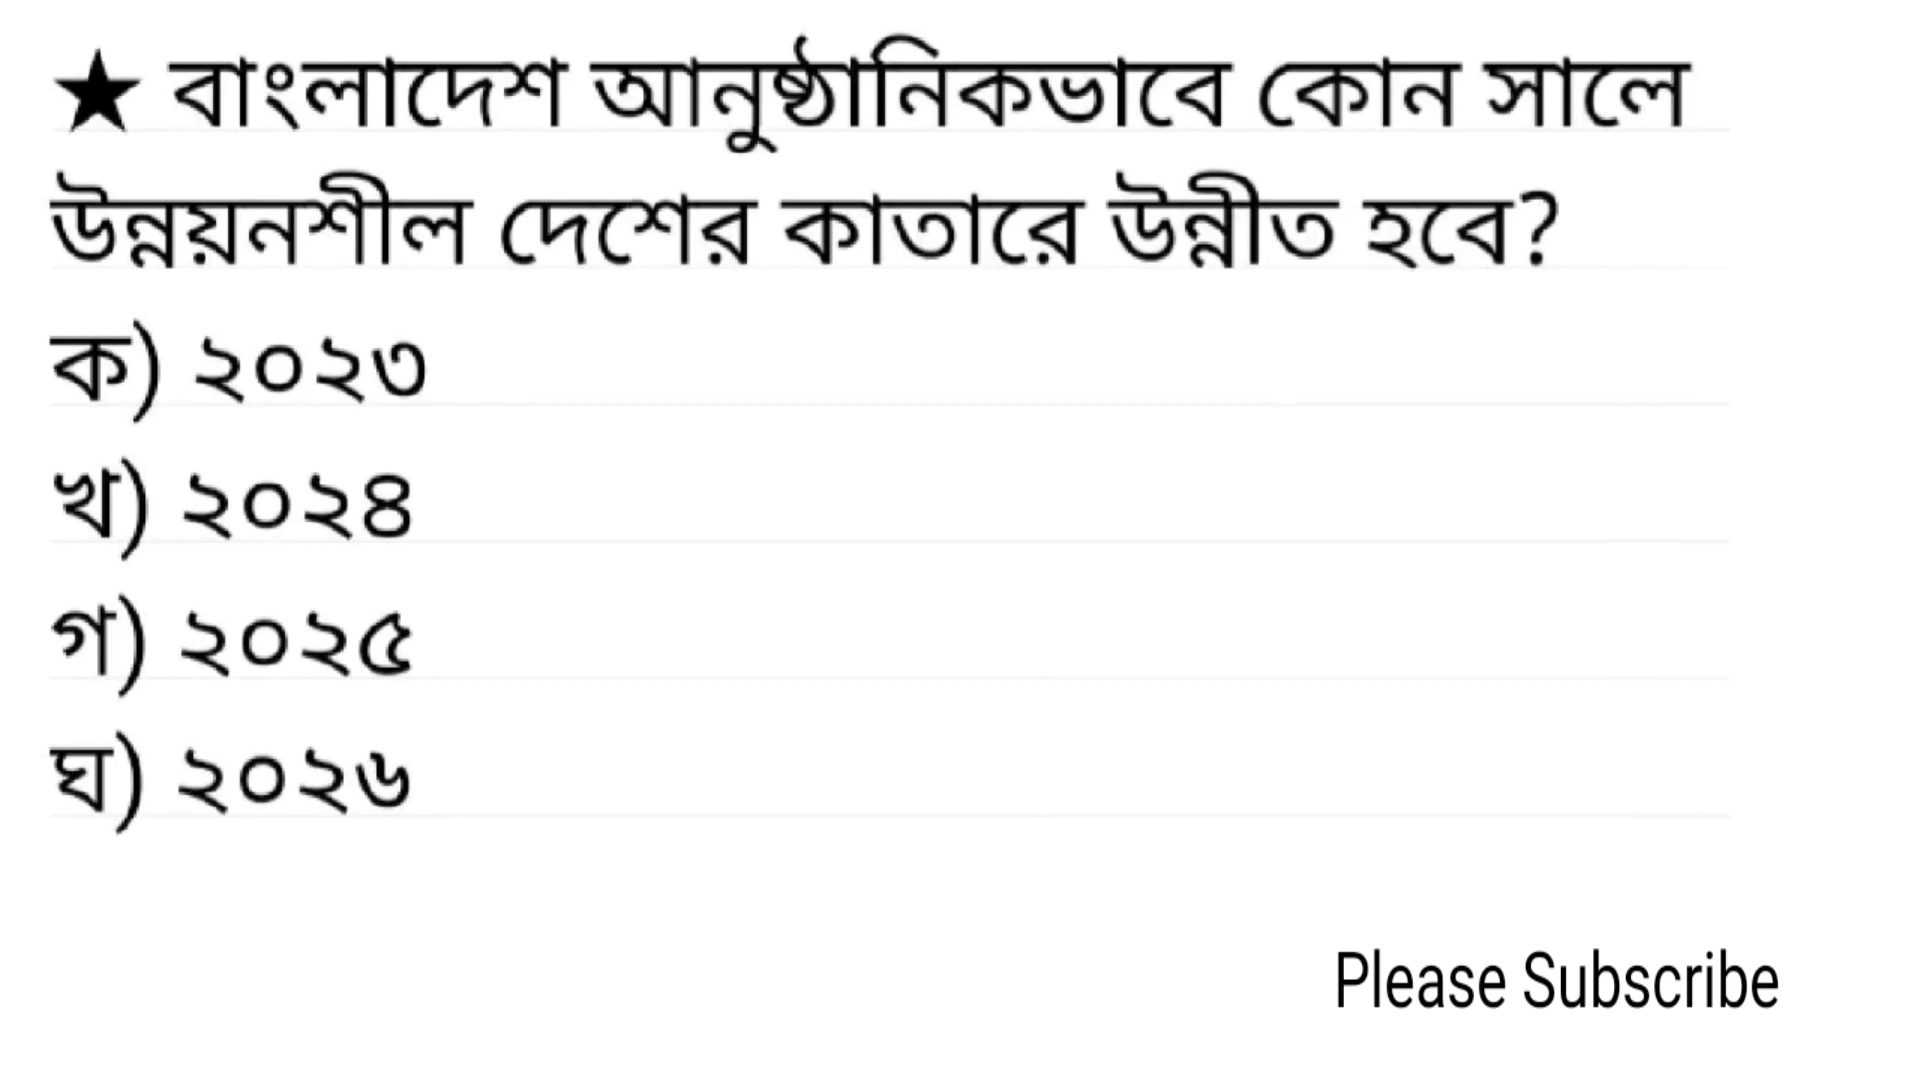 ★ বাংলাদেশ আনুষ্ঠানিকভাবে কোন সালে
উন্নয়নশীল দেশের কাতারে উন্নীত হবে?
ক) ২০২৩
খ) ২০২৪
গ) ২০২৫
ঘ) ২০২৬
Please Subscribe